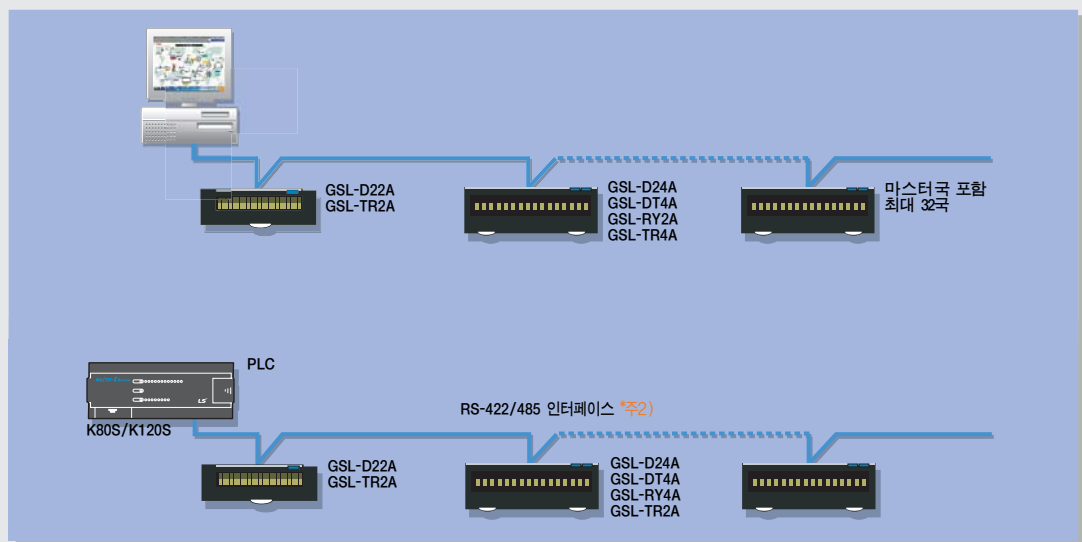 GSL-D22A
GSL-TR2A
GSL-D24A
GSL-DT4A
GSL-RY2A
GSL-TR4A
마스터국 포함
최대 32국
PLC
LS
K80S/K120S
RS-422/485 인터페이스 *주2)
GSL-D22A
GSL-TR2A
GSL-D24A
GSL-DT4A
GSL-RY4A
GSL-TR2A